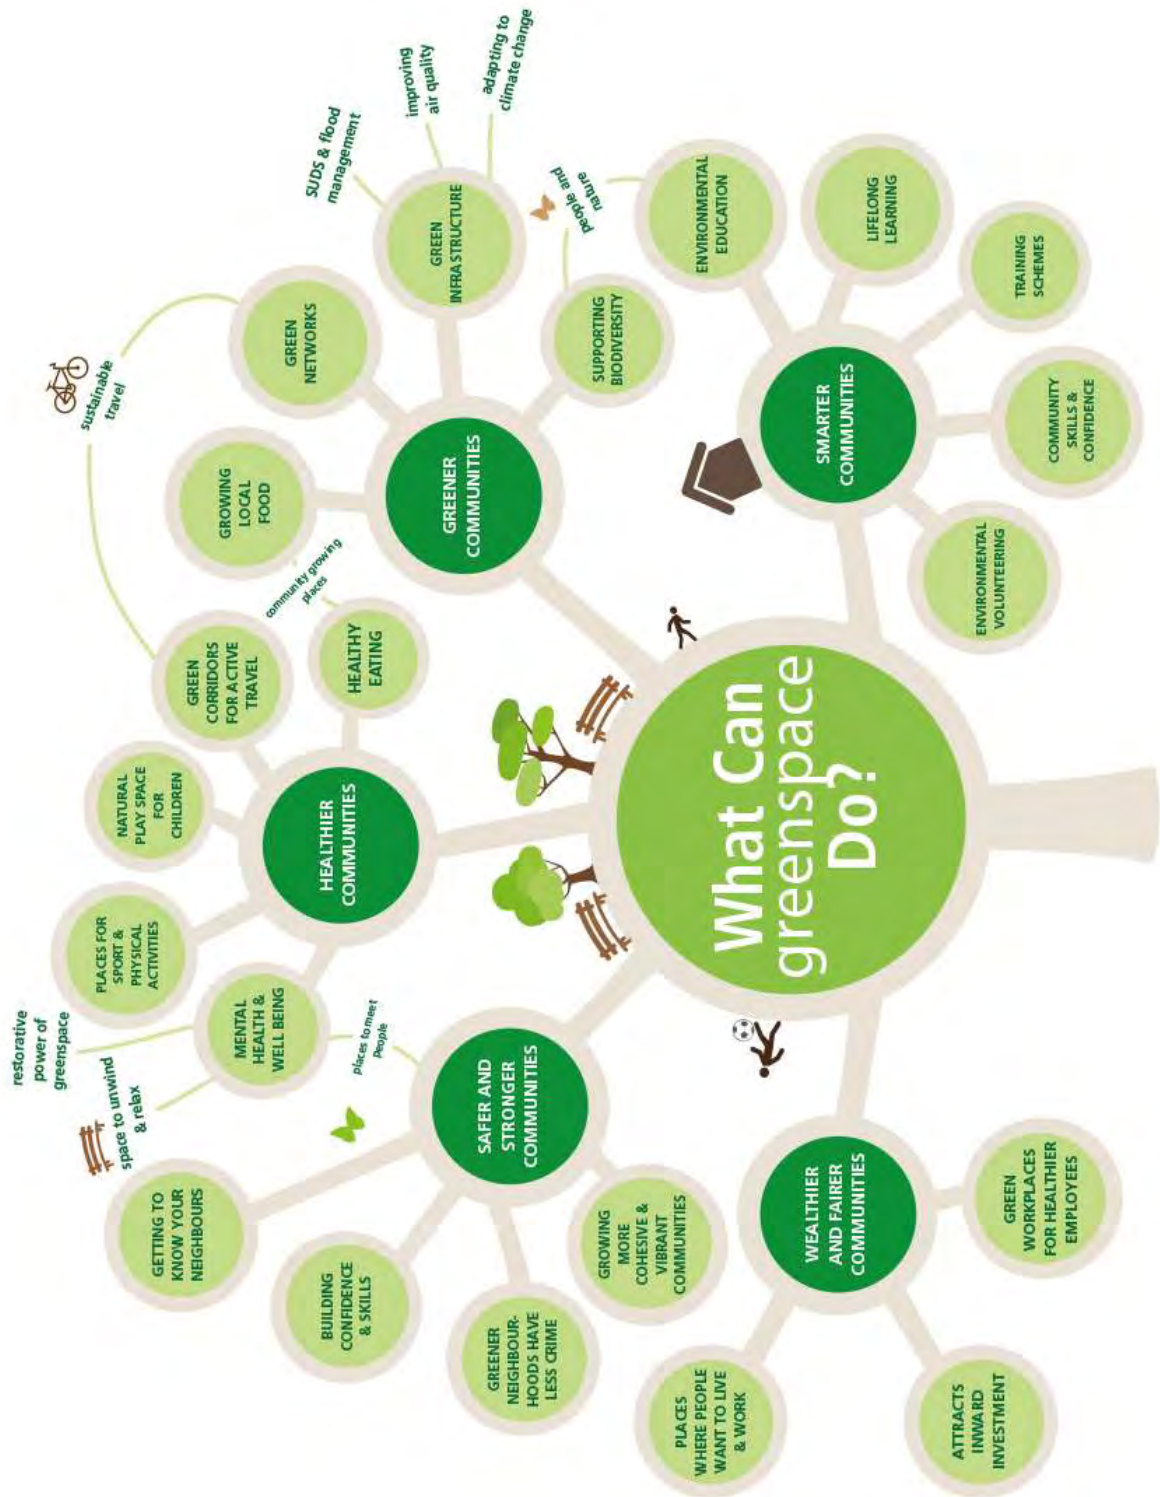 What Can
greenspace
Do?
WEALTHIER
AND FAIRER
COMMUNITIES
PLACES
WHERE PEOPLE
WANT TO LIVE
& WORK
ATTRACTS
INWARD
INVESTMENT
GREEN
WORKPLACES
FOR HEALTHIER
EMPLOYEES
SAFER AND
STRONGER
COMMUNITIES
GETTING TO
KNOW YOUR
NEIGHBOURS
BUILDING
CONFIDENCE
& SKILLS
GREENER
NEIGHBOUR-
HOODS HAVE
LESS CRIME
GROWING
MORE
COHESIVE &
VIBRANT
COMMUNITIES
places to meet
people
HEALTHIER
COMMUNITIES
MENTAL
HEALTH &
WELL BEING
restorative
power of
greenspace
space to unwind
& relax
PLACES FOR
SPORT &
PHYSICAL
ACTIVITIES
NATURAL
PLAY SPACE
FOR
CHILDREN
GREEN
CORRIDORS
FOR ACTIVE
TRAVEL
HEALTHY
EATING
sustainable
travel
community growing
places
GREENER
COMMUNITIES
GROWING
LOCAL
FOOD
GREEN
NETWORKS
GREEN
INFRASTRUCTURE
SUDS & flood
management
improving
air quality
adapting to
climate change
SUPPORTING
BIODIVERSITY
people and
nature
SMARTER
COMMUNITIES
ENVIRONMENTAL
EDUCATION
LIFELONG
LEARNING
TRAINING
SCHEMES
COMMUNITY
SKILLS &
CONFIDENCE
ENVIRONMENTAL
VOLUNTEERING